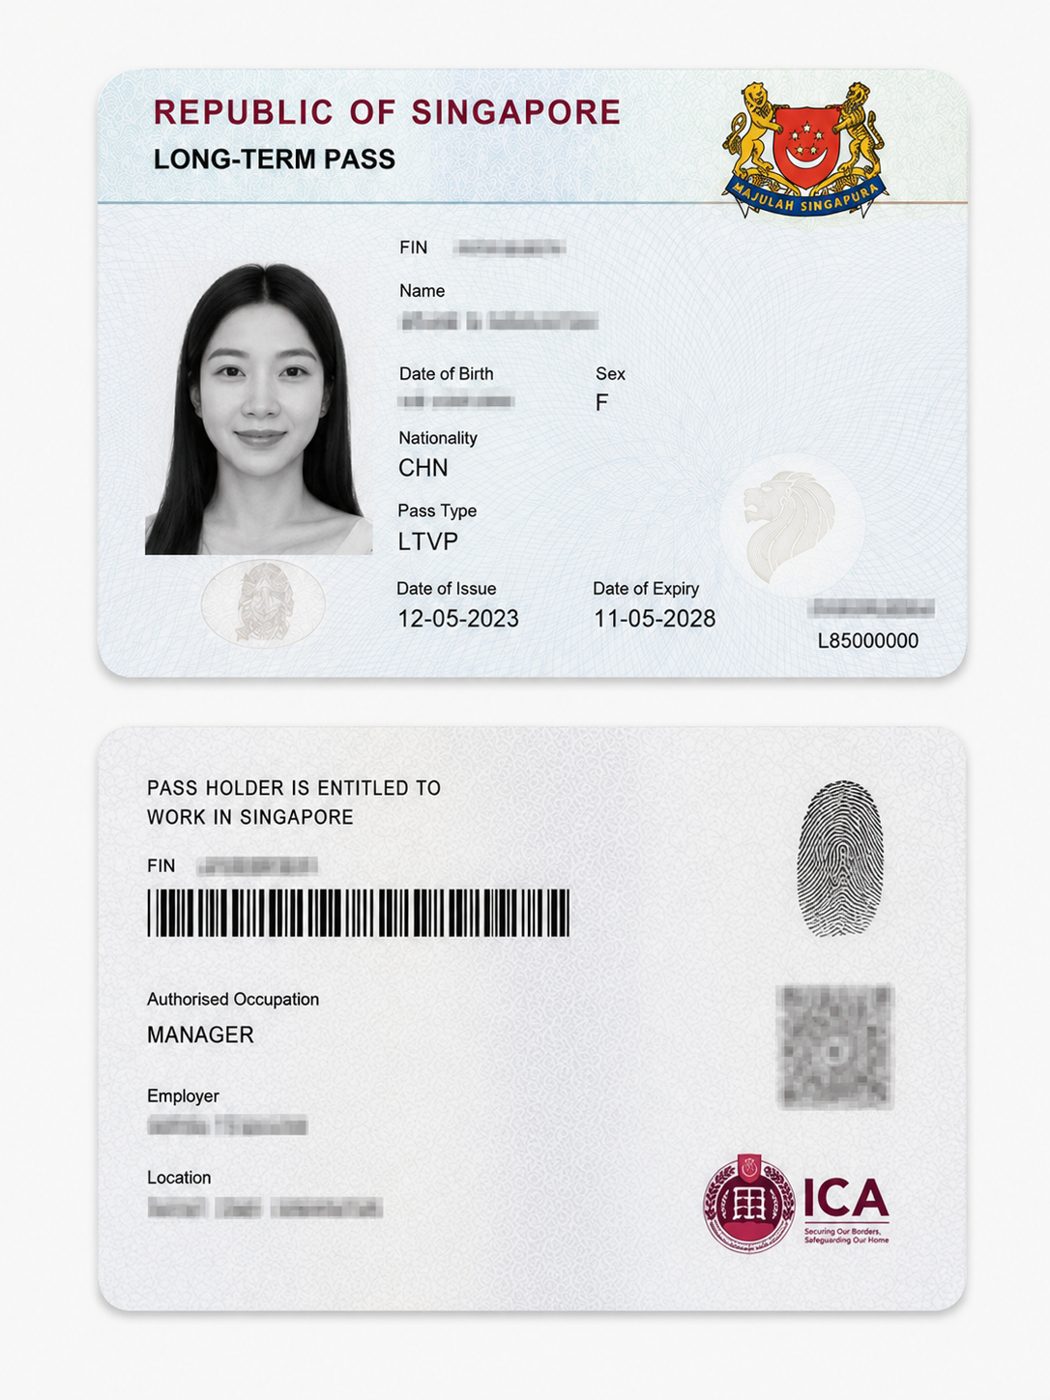 REPUBLIC OF SINGAPORE
LONG-TERM PASS
MAJULAH SINGAPURA
FIN
Name
Date of Birth Sex
F
Nationality
CHN
Pass Type
LTVP
Date of Issue Date of Expiry
12-05-2023 11-05-2028
L85000000
PASS HOLDER IS ENTITLED TO
WORK IN SINGAPORE
FIN
Authorised Occupation
MANAGER
Employer
Location
ICA
Securing Our Borders,
Safeguarding Our Home